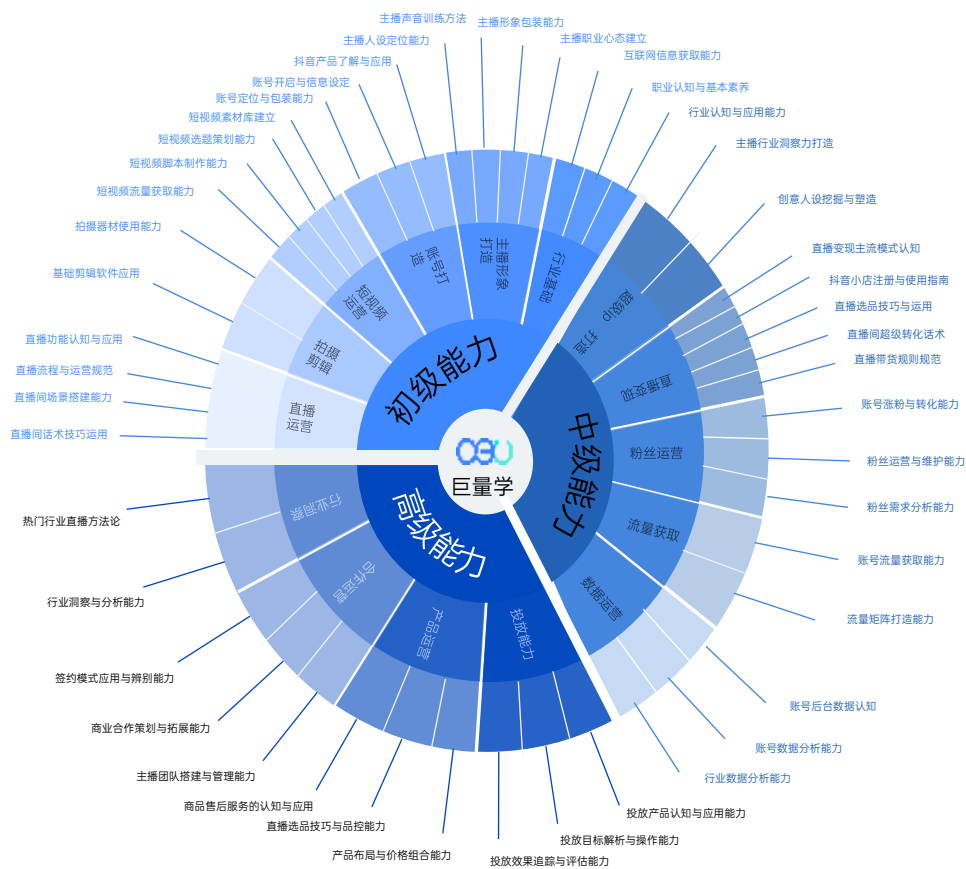 主播声音训练方法
主播形象包装能力
主播人设定位能力
主播职业心态建立
抖音产品了解与应用
互联网信息获取能力
账号开启与信息设定
职业认知与基本素养
账号定位与包装能力
行业认知与应用能力
短视频素材库建立
短视频选题策划能力
主播行业洞察力打造
短视频脚本制作能力
短视频流量获取能力
创意人设挖掘与塑造
拍摄器材使用能力
直播变现主流模式认知
基础剪辑软件应用
抖音小店注册与使用指南
直播选品技巧与运用
直播功能认知与应用
直播间超级转化话术
直播流程与运营规范
直播带货规则规范
直播间场景搭建能力
账号涨粉与转化能力
直播间话术技巧运用
粉丝运营与维护能力
粉丝需求分析能力
热门行业直播方法论
账号流量获取能力
行业洞察与分析能力
流量矩阵打造能力
签约模式应用与辨别能力
账号后台数据认知
商业合作策划与拓展能力
账号数据分析能力
主播团队搭建与管理能力
行业数据分析能力
商品售后服务的认知与应用
投放产品认知与应用能力
直播选品技巧与品控能力
投放目标解析与操作能力
产品布局与价格组合能力
投放效果追踪与评估能力
直播
运营
拍摄
剪辑
短视频
运营
账号打
造
主播形象
打造
行业基础
超级ip
打造
直播变现
粉丝运营
流量获取
数据运营
投放能力
产品运营
合作运营
行业洞察
初级能力
中级能力
高级能力
巨量学